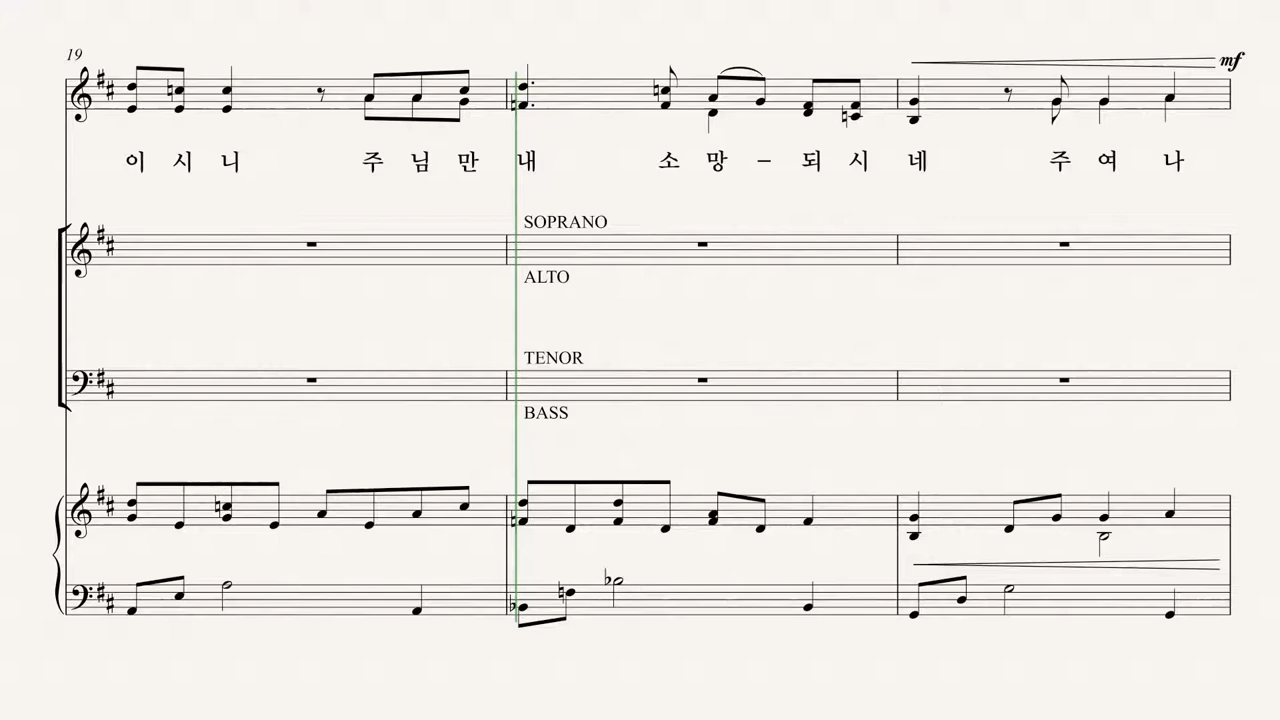 19
mf
이 시 니 주 님 만 내 소 망 – 되 시 네 주 여 나
SOPRANO
ALTO
TENOR
BASS